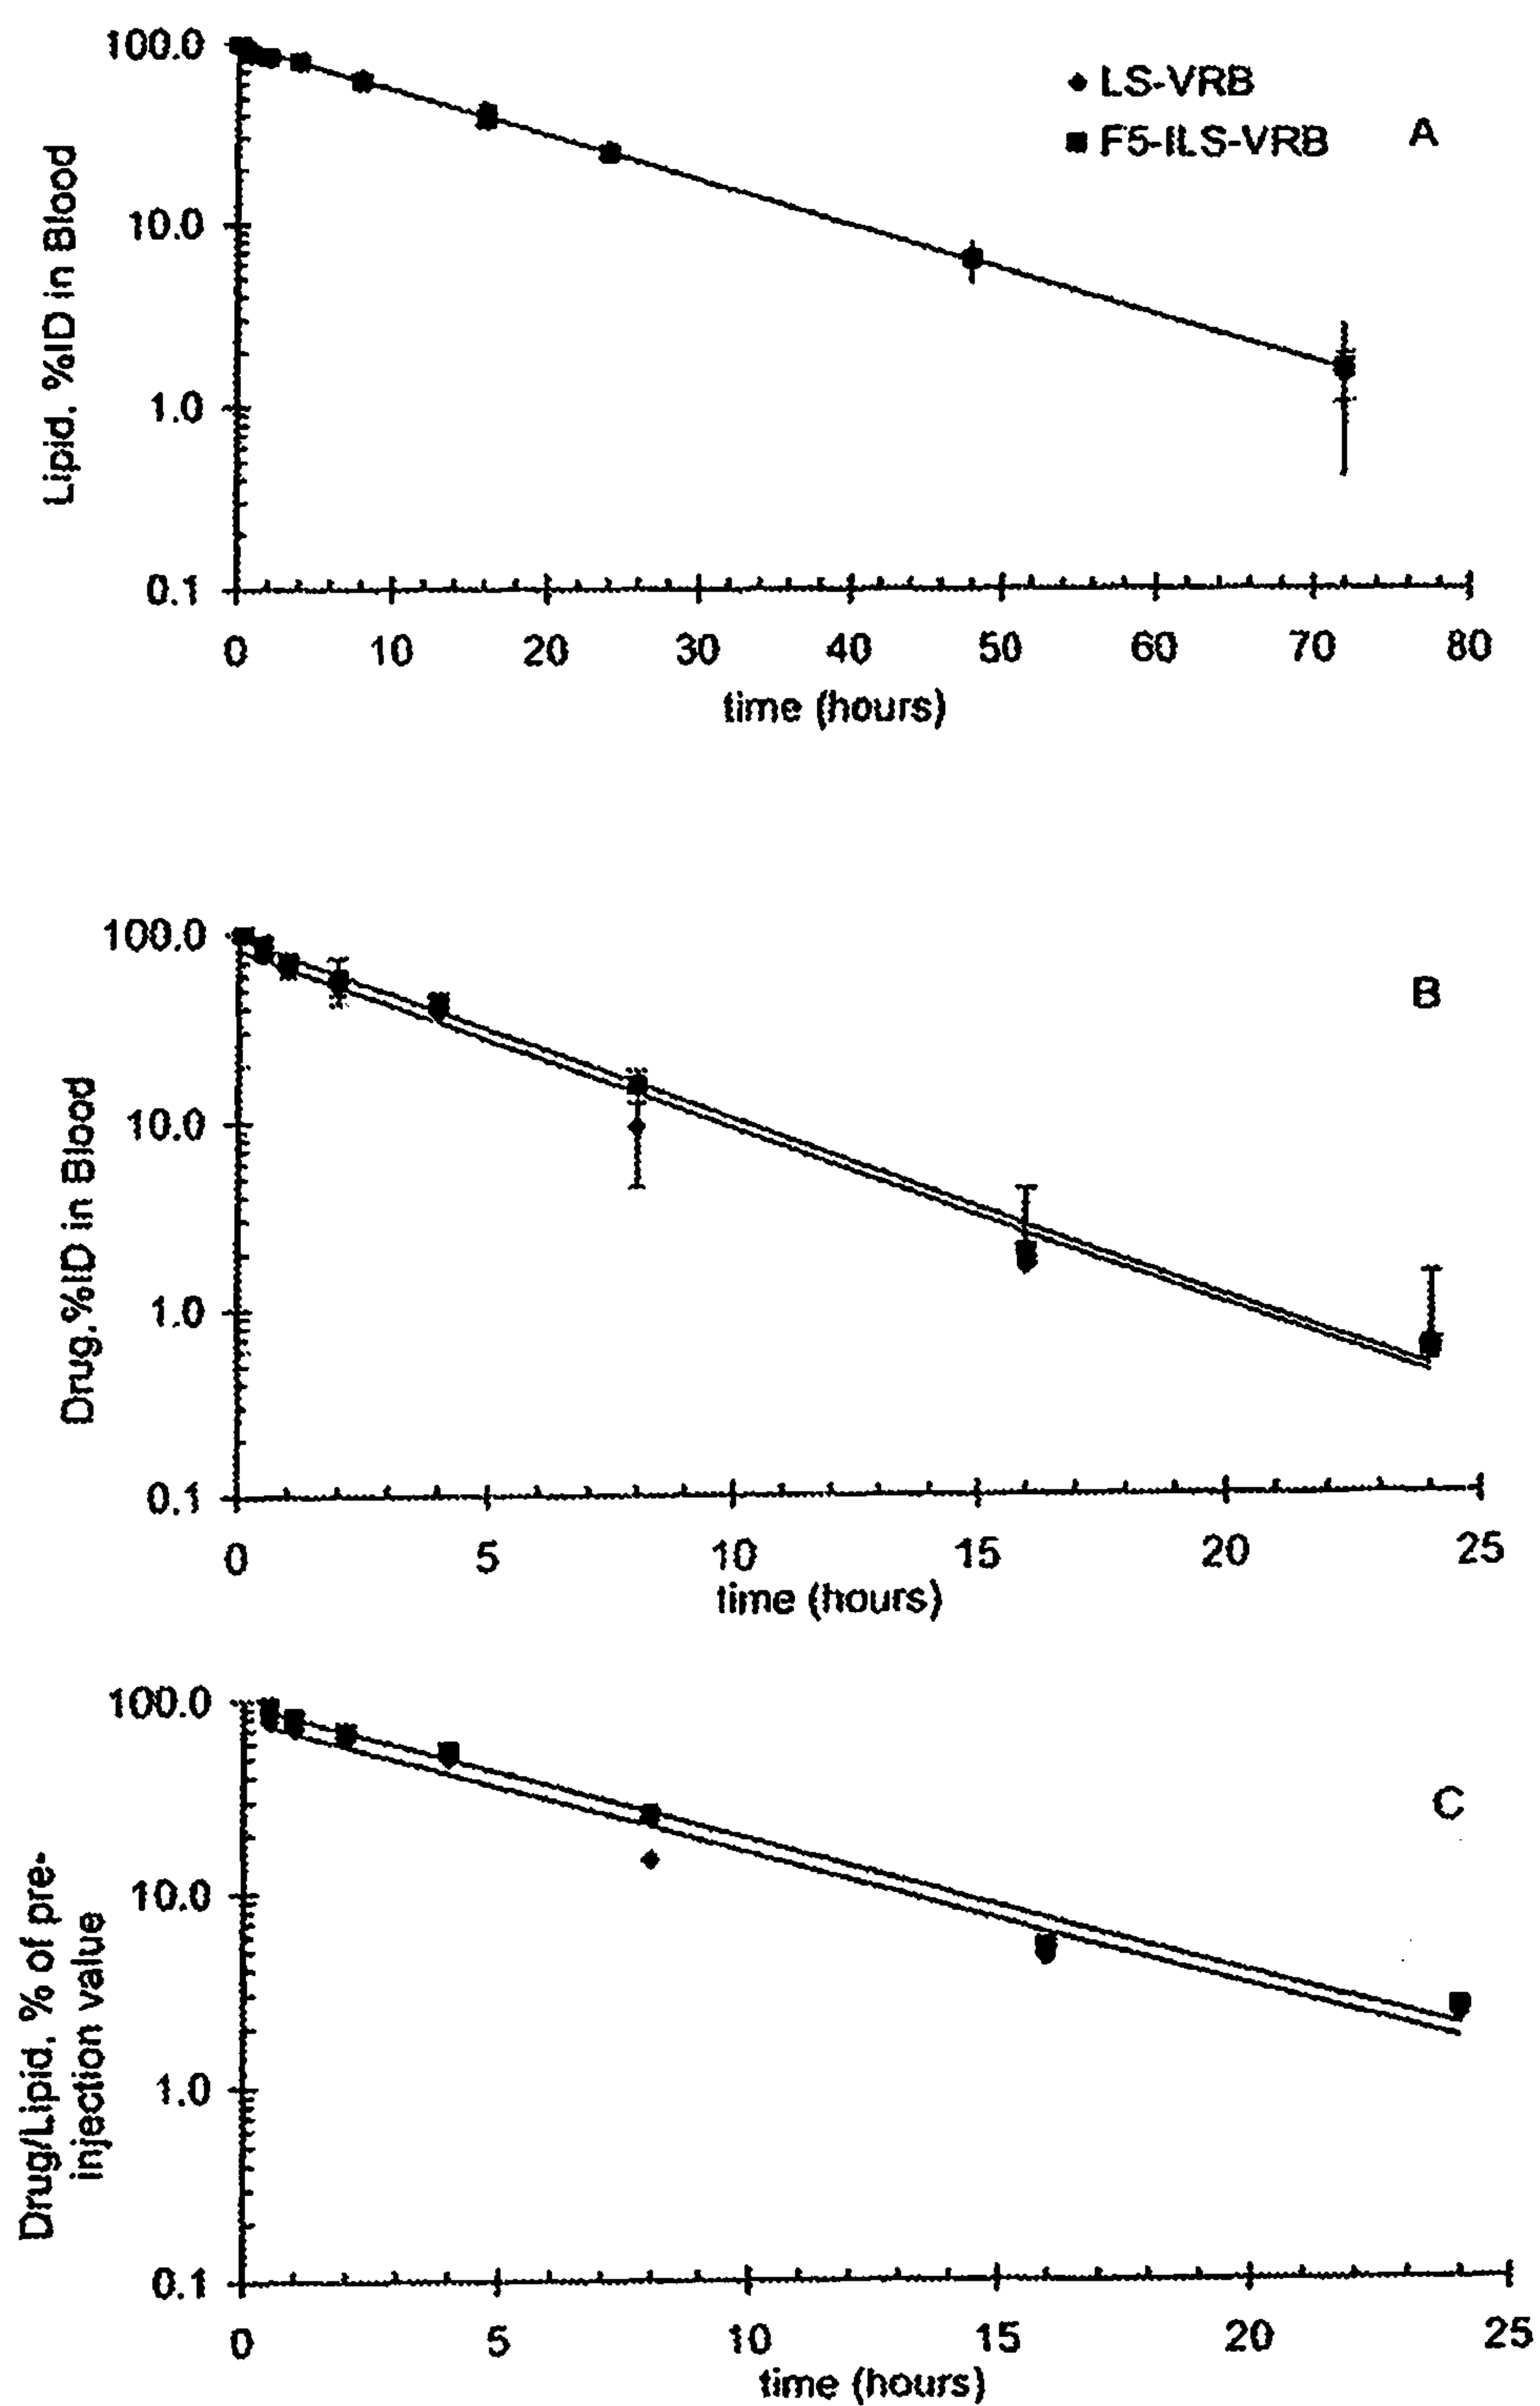 100.0
10.0
1.0
0.1
Lipid, %ID in Blood
LS-VRB
F5-ILS-VRB
A
0 10 20 30 40 50 60 70 80
time (hours)
100.0
10.0
1.0
0.1
Drug,%ID in Blood
B
0 5 10 15 20 25
time (hours)
100.0
10.0
1.0
0.1
Drug/Lipid, % of pre-
injection value
C
0 5 10 15 20 25
time (hours)